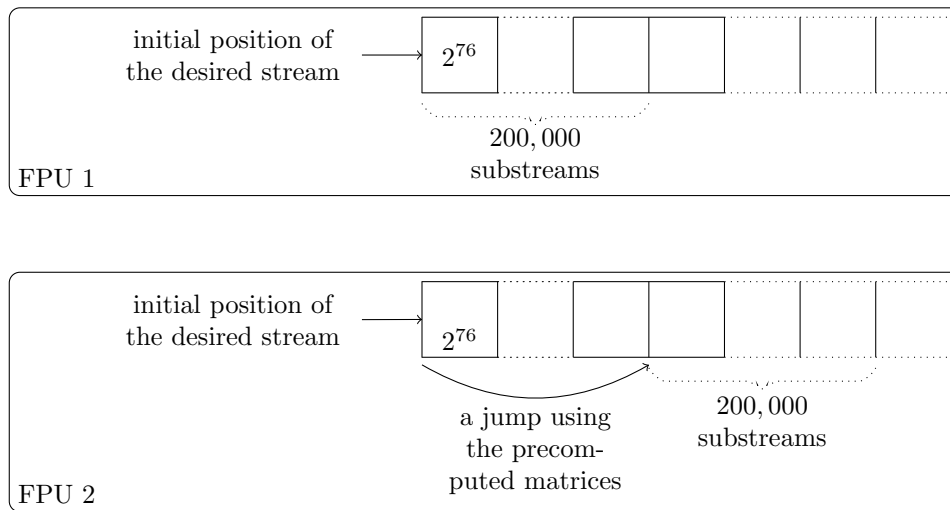 initial position of
the desired stream
2^76
200, 000
substreams
FPU 1
initial position of
the desired stream
2^76
a jump using
the precom-
puted matrices
200, 000
substreams
FPU 2